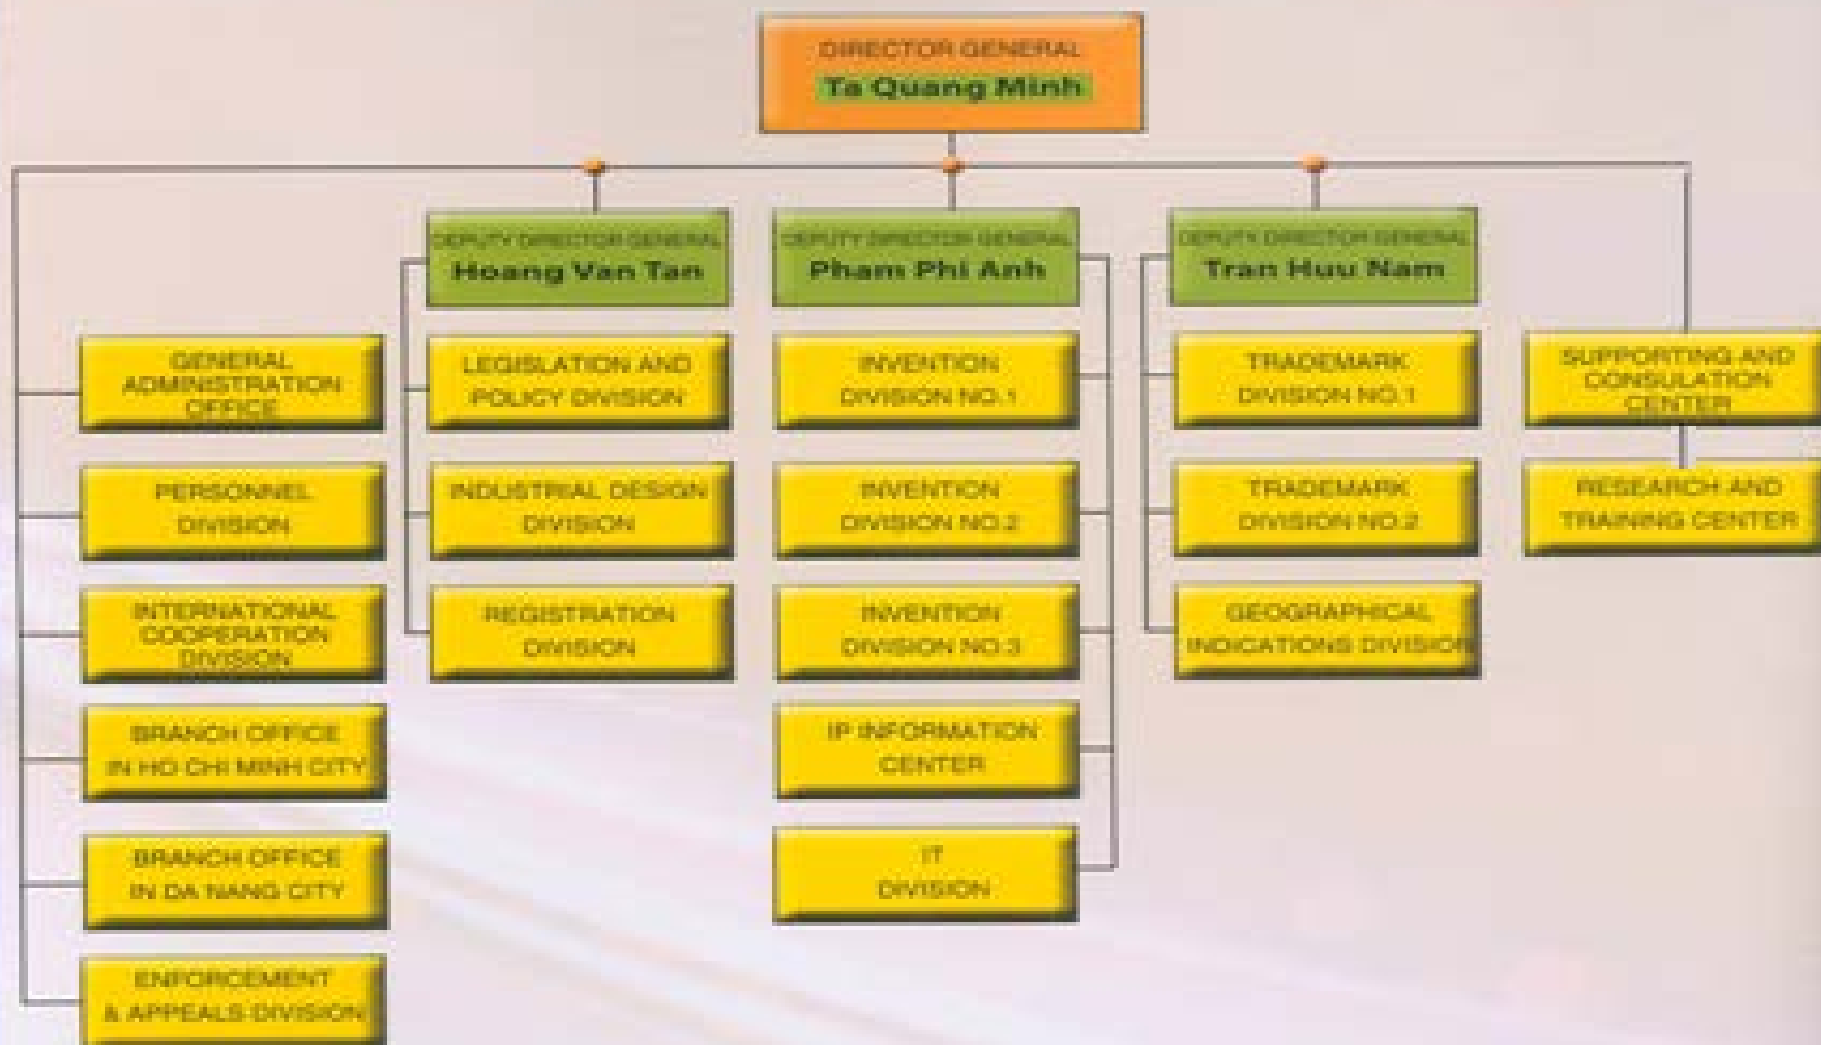 DIRECTOR GENERAL
Ta Quang Minh
DEPUTY DIRECTOR GENERAL
Hoang Van Tan
DEPUTY DIRECTOR GENERAL
Pham Phi Anh
DEPUTY DIRECTOR GENERAL
Tran Huu Nam
GENERAL
ADMINISTRATION
OFFICE
PERSONNEL
DIVISION
INTERNATIONAL
COOPERATION
DIVISION
BRANCH OFFICE
IN HO CHI MINH CITY
BRANCH OFFICE
IN DA NANG CITY
ENFORCEMENT
& APPEALS DIVISION
LEGISLATION AND
POLICY DIVISION
INDUSTRIAL DESIGN
DIVISION
REGISTRATION
DIVISION
INVENTION
DIVISION NO.1
INVENTION
DIVISION NO.2
INVENTION
DIVISION NO.3
IP INFORMATION
CENTER
IT
DIVISION
TRADEMARK
DIVISION NO.1
TRADEMARK
DIVISION NO.2
GEOGRAPHICAL
INDICATIONS DIVISION
SUPPORTING AND
CONSULATION
CENTER
RESEARCH AND
TRAINING CENTER